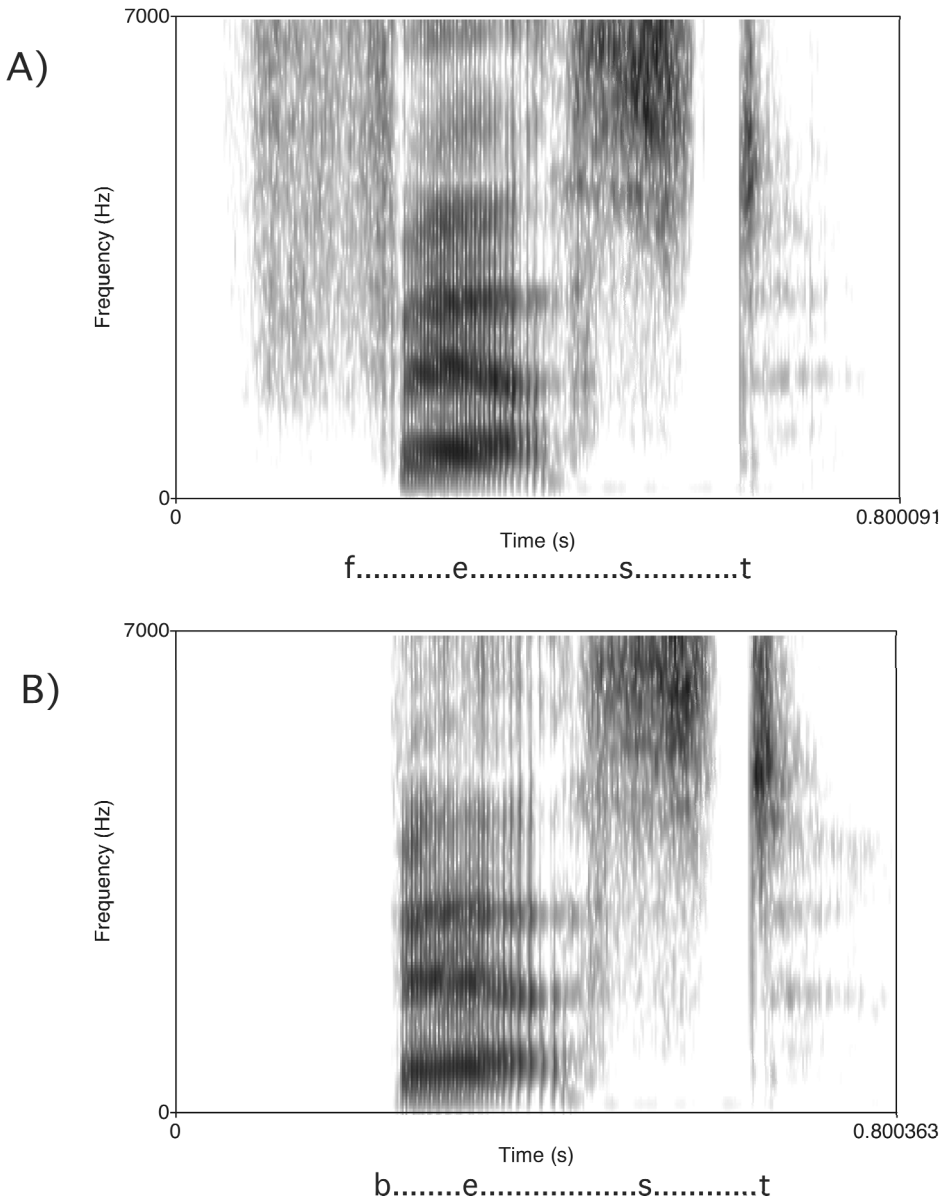 A)
7000
Frequency (Hz)
0
0 0.800091
Time (s)
f...........e.................s............t
B)
7000
Frequency (Hz)
0
0 0.800363
Time (s)
b........e.................s............t